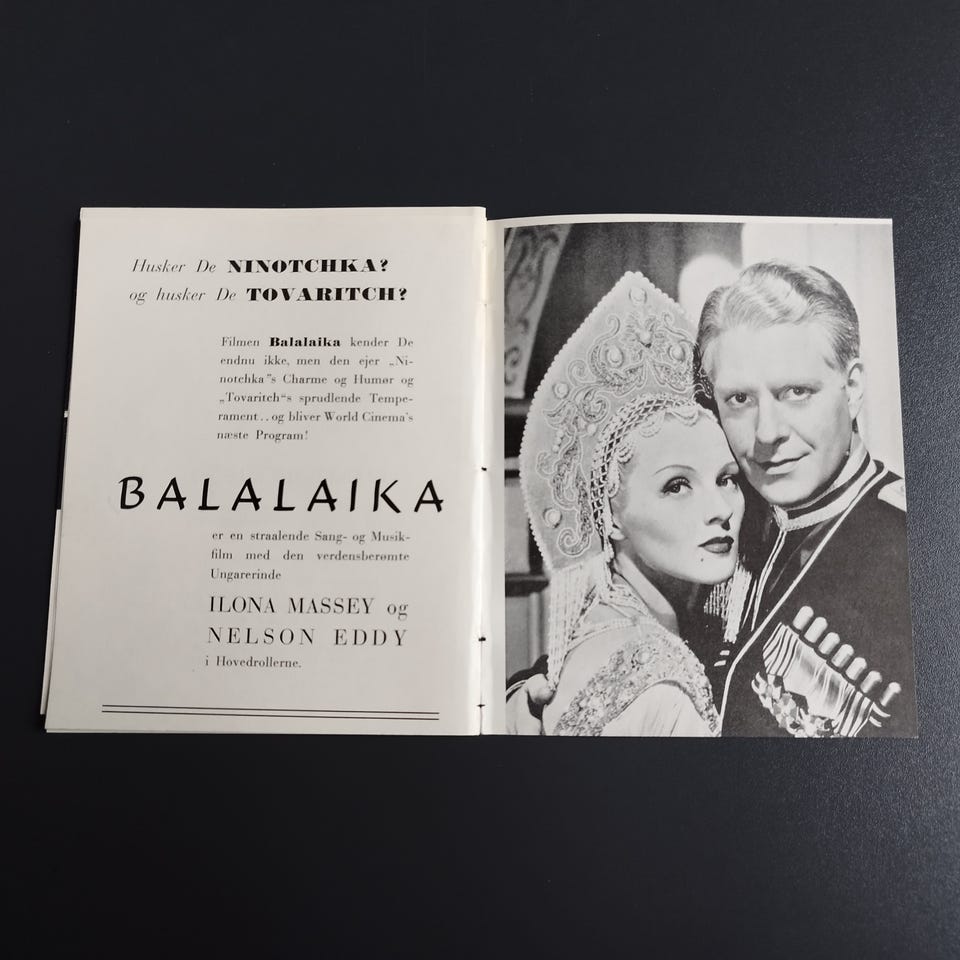 Husker De NINOTCHKA?
og husker De TOVARITCH?
Filmen Balalaika kender De
endnu ikke, men den ejer „Ni-
notchka"s Charme og Humør og
„Tovaritch"s sprudlende Tempe-
rament.. og bliver World Cinema's
næste Program!
BALALAIKA
er en straalende Sang- og Musik-
film med den verdensberømte
Ungarerinde
ILONA MASSEY og
NELSON EDDY
i Hovedrollerne.